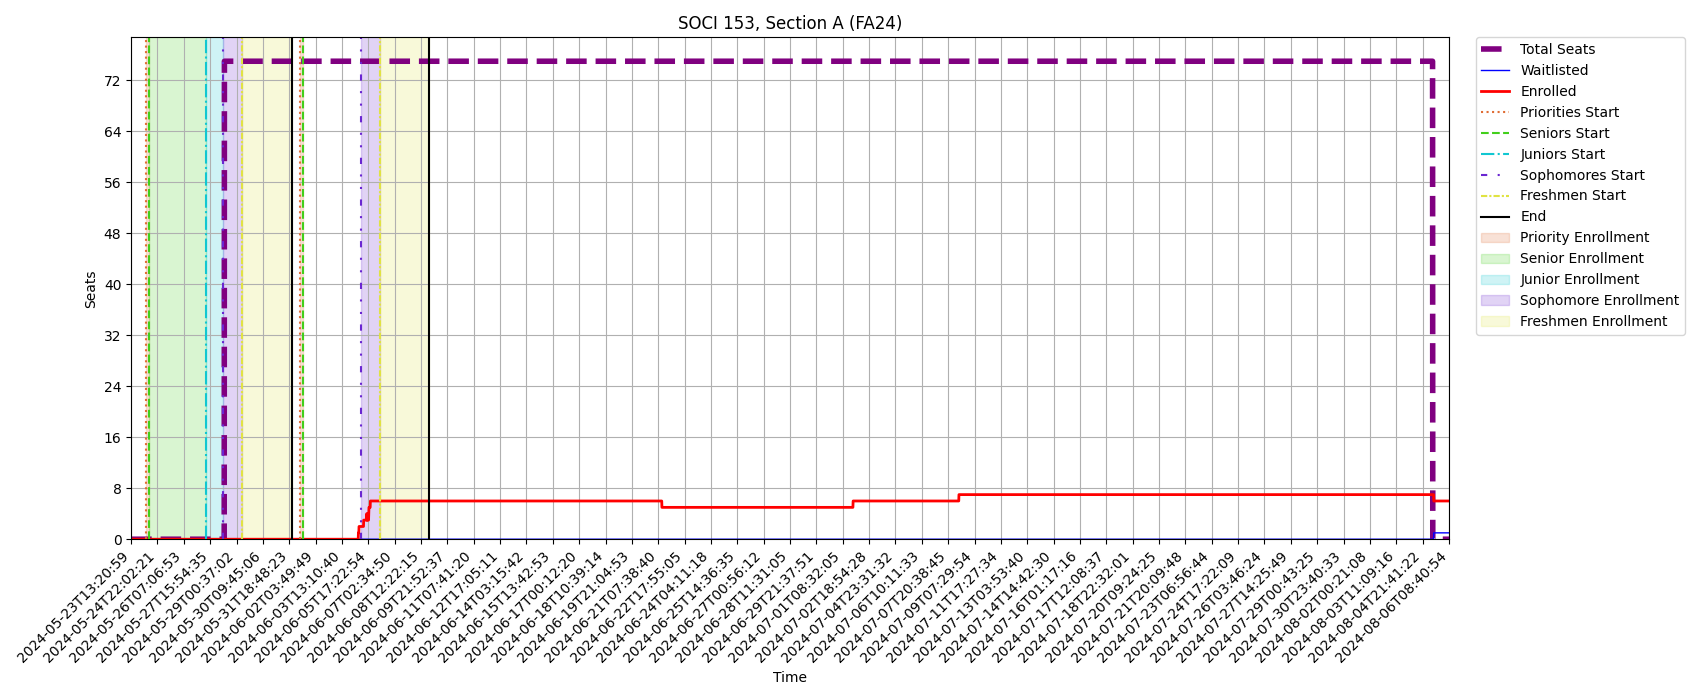 SOCI 153, Section A (FA24)
Seats
72
64
56
48
40
32
24
16
8
0
2024-05-23T13:20:59
2024-05-24T22:02:21
2024-05-26T07:06:53
2024-05-27T15:54:35
2024-05-29T00:37:02
2024-05-30T09:45:06
2024-05-31T18:48:23
2024-06-02T03:49:49
2024-06-03T13:10:40
2024-06-05T17:22:54
2024-06-07T02:34:50
2024-06-08T12:22:15
2024-06-09T21:52:37
2024-06-11T07:41:20
2024-06-12T17:05:11
2024-06-14T03:15:42
2024-06-15T13:42:53
2024-06-17T00:12:20
2024-06-18T10:39:14
2024-06-19T21:04:53
2024-06-21T07:38:40
2024-06-22T17:55:05
2024-06-24T04:11:18
2024-06-25T14:36:35
2024-06-27T00:56:12
2024-06-28T11:31:05
2024-06-29T21:37:51
2024-07-01T08:32:05
2024-07-02T18:54:28
2024-07-04T23:31:32
2024-07-06T10:11:33
2024-07-07T20:38:45
2024-07-09T07:29:54
2024-07-11T17:27:34
2024-07-13T03:53:40
2024-07-14T14:42:30
2024-07-16T01:17:16
2024-07-17T12:08:37
2024-07-18T22:32:01
2024-07-20T09:24:25
2024-07-21T20:09:48
2024-07-23T06:56:44
2024-07-24T17:22:09
2024-07-26T03:46:24
2024-07-27T14:25:49
2024-07-29T00:43:25
2024-07-30T23:40:33
2024-08-02T00:21:08
2024-08-03T11:09:16
2024-08-04T21:41:22
2024-08-06T08:40:54
Time
Total Seats
Waitlisted
Enrolled
Priorities Start
Seniors Start
Juniors Start
Sophomores Start
Freshmen Start
End
Priority Enrollment
Senior Enrollment
Junior Enrollment
Sophomore Enrollment
Freshmen Enrollment